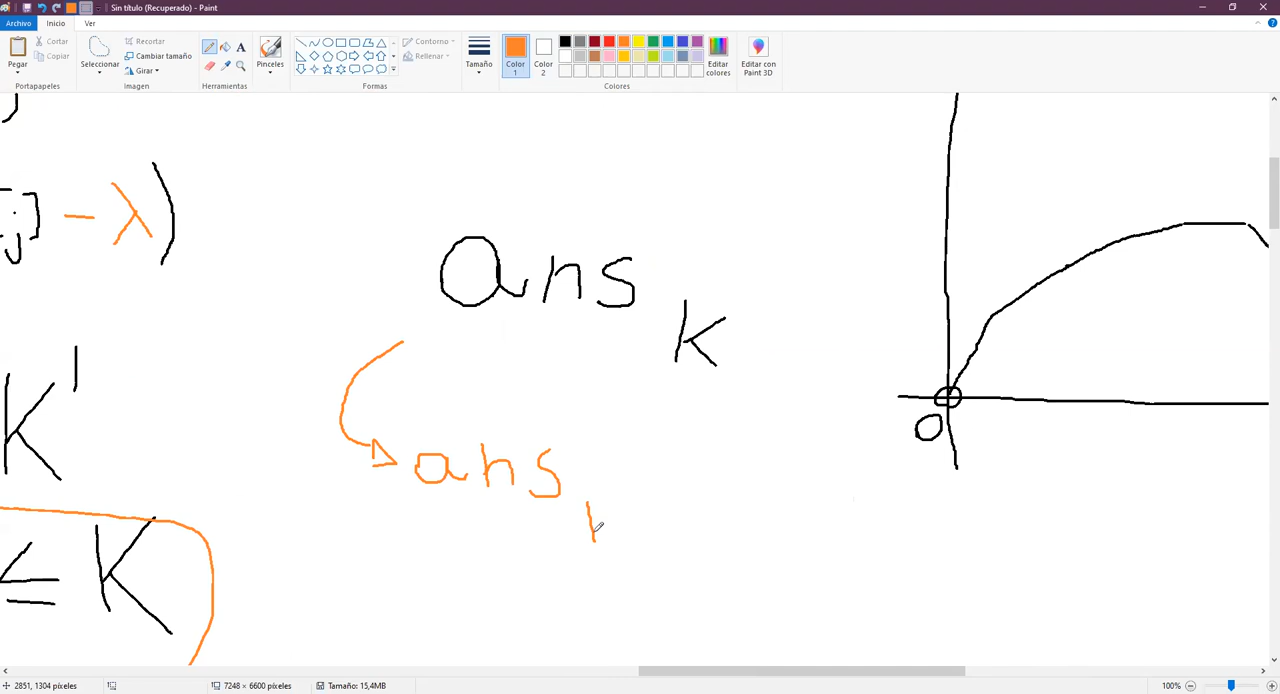 Sin título (Recuperado) - Paint
Archivo Inicio Ver
Pegar
Cortar
Copiar
Portapapeles
Seleccionar
Recortar
Cambiar tamaño
Girar
Imagen
A
Herramientas
Pinceles
Contorno
Rellenar
Formas
Tamaño
Color 1
Color 2
Editar colores
Colores
Editar con Paint 3D
j] - λ)
ans K
K'
ans
≤ K
0
2851, 1304 píxeles
7248 × 6600 píxeles
Tamaño: 15,4MB
100%